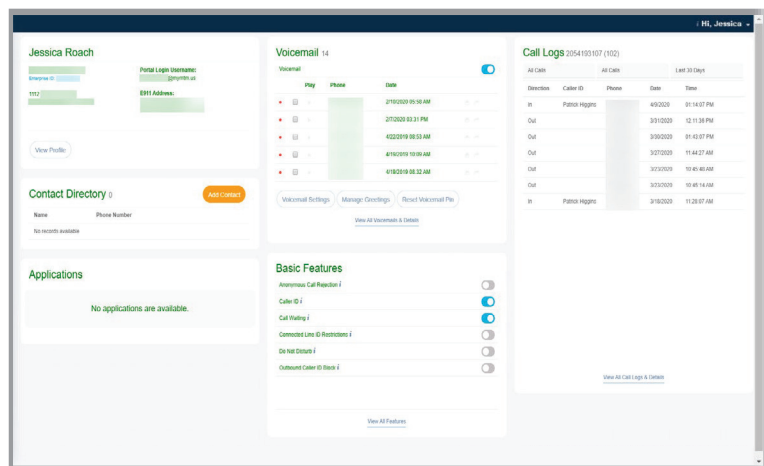 Hi, Jessica
Jessica Roach
Portal Login Username:
Enterprise ID
@mymtm.us
1112
E911 Address:
View Profile
Contact Directory 0
Add Contact
Name Phone Number
No records available
Applications
No applications are available.
Voicemail 14
Voicemail
Play Phone Date
2/10/2020 05:50 AM
2/7/2020 03:31 PM
4/22/2019 08:53 AM
4/19/2019 10:09 AM
4/18/2019 08:32 AM
Voicemail Settings Manage Greetings Reset Voicemail Pin
View All Voicemails & Details
Basic Features
Anonymous Call Rejection i
Caller ID i
Call Waiting i
Connected Line ID Restrictions i
Do Not Disturb i
Outbound Caller ID Block i
View All Features
Call Logs 2054193107 (102)
All Calls All Calls Last 30 Days
Direction Caller ID Phone Date Time
In Patrick Higgins 4/9/2020 01:14:07 PM
Out 3/31/2020 12:11:39 PM
Out 3/30/2020 01:43:07 PM
Out 3/27/2020 11:44:27 AM
Out 3/23/2020 10:45:48 AM
Out 3/23/2020 10:45:14 AM
In Patrick Higgins 3/18/2020 11:28:07 AM
View All Call Logs & Details